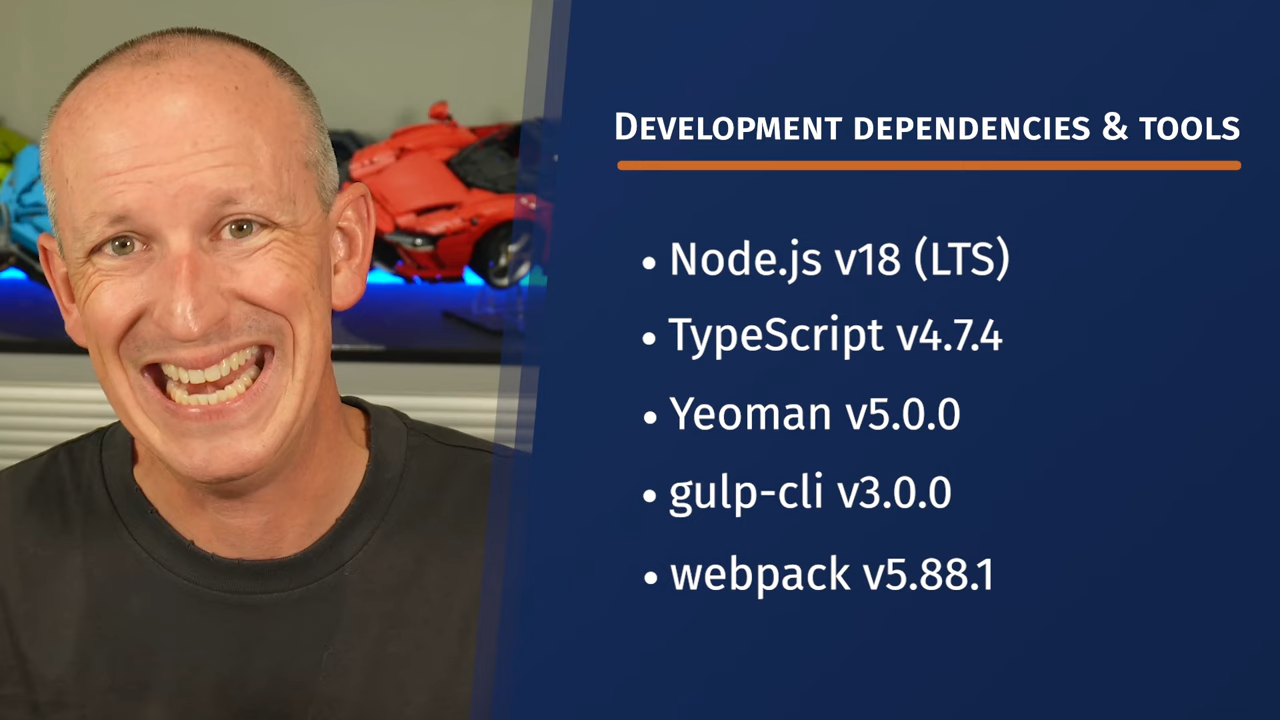 Development dependencies & tools
• Node.js v18 (LTS)
• TypeScript v4.7.4
• Yeoman v5.0.0
• gulp-cli v3.0.0
• webpack v5.88.1